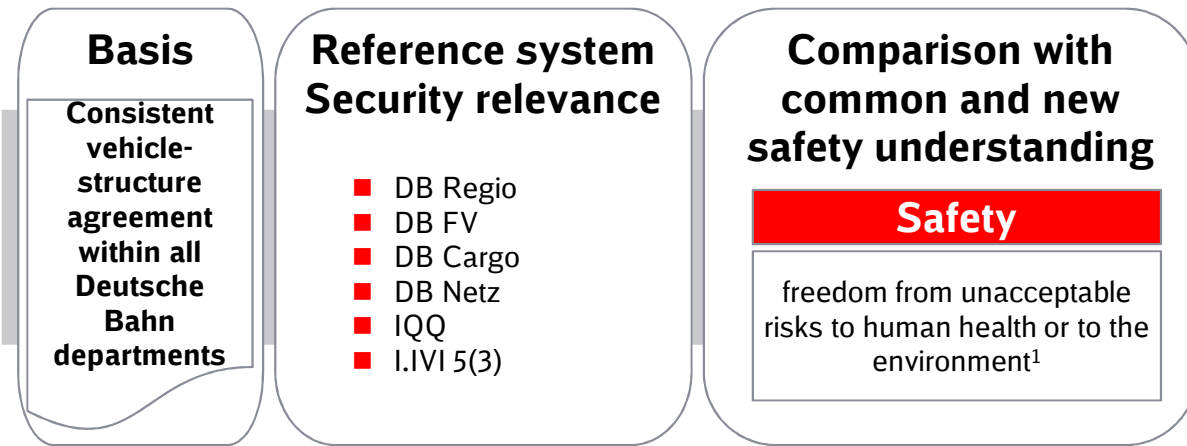 Basis
Consistent
vehicle-
structure
agreement
within all
Deutsche
Bahn
departments
Reference system
Security relevance
DB Regio
DB FV
DB Cargo
DB Netz
IQQ
I.IVI 5(3)
Comparison with
common and new
safety understanding
Safety
freedom from unacceptable
risks to human health or to the
environment¹